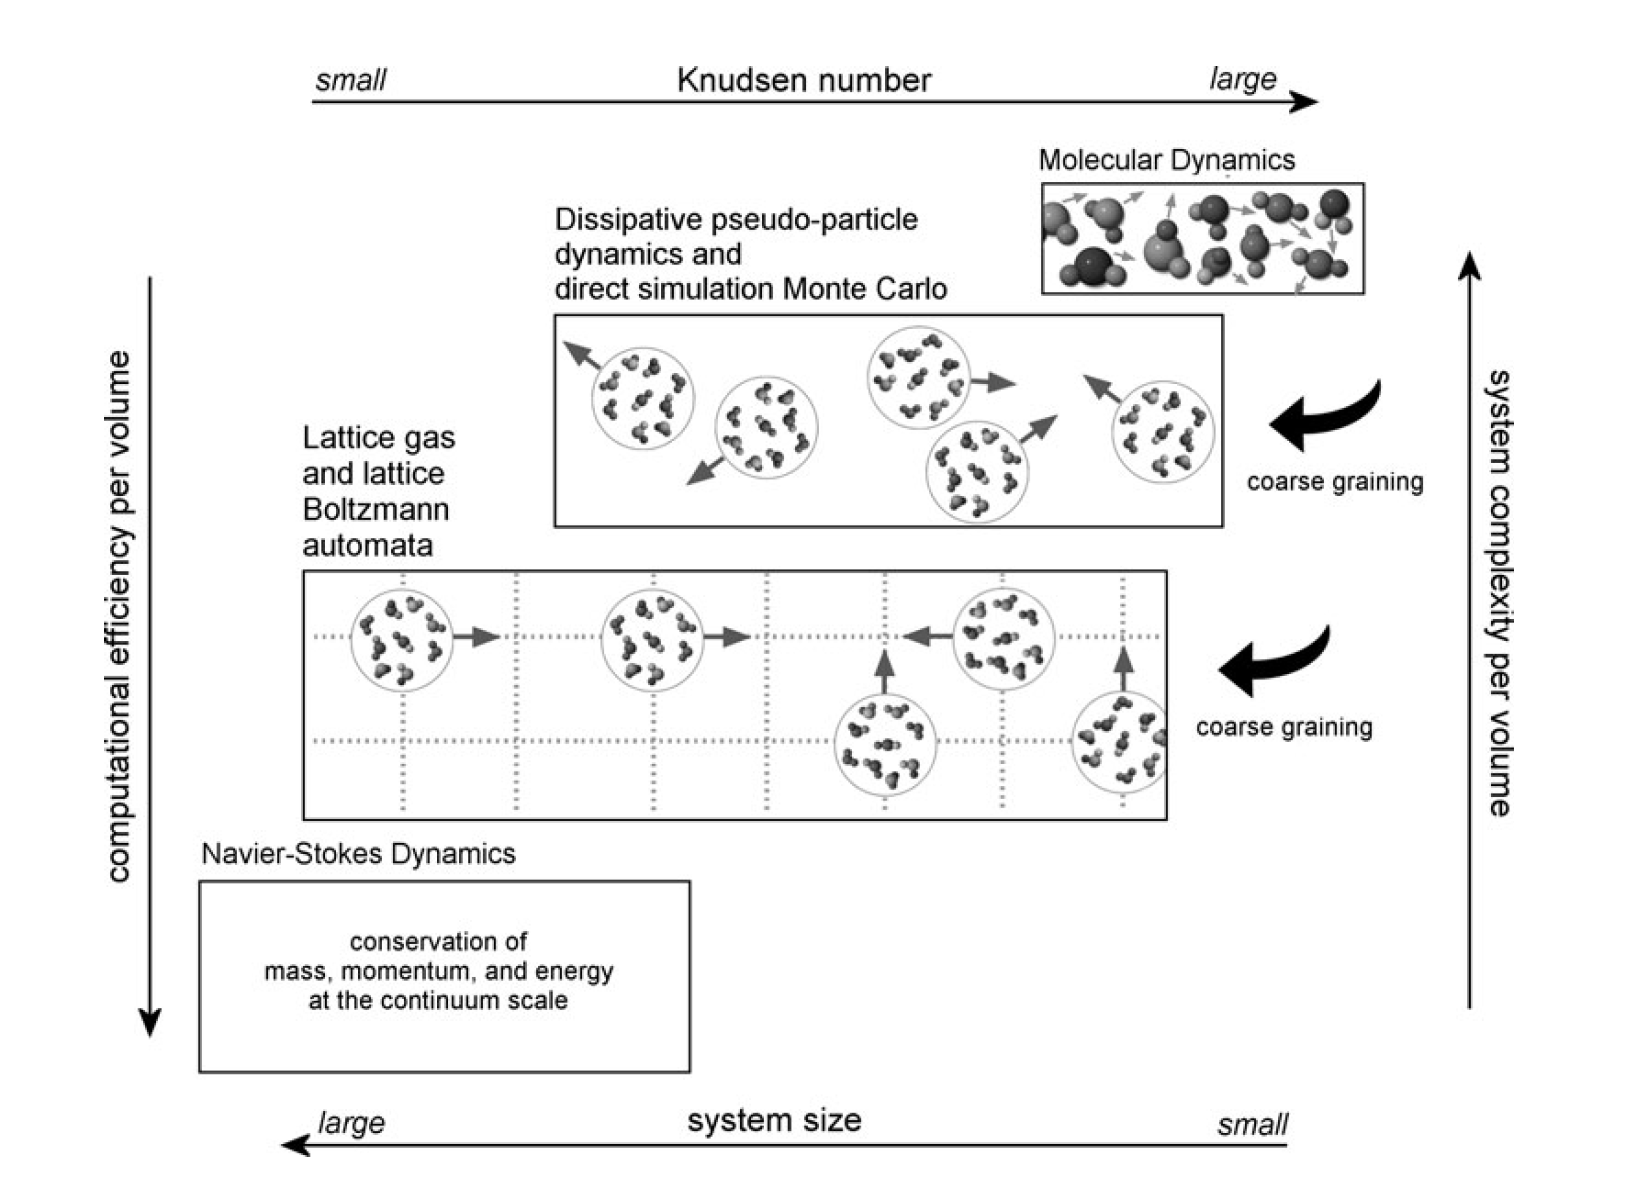 small
Knudsen number
large
Molecular Dynamics
Dissipative pseudo-particle
dynamics and
direct simulation Monte Carlo
coarse graining
Lattice gas
and lattice
Boltzmann
automata
coarse graining
Navier-Stokes Dynamics
conservation of
mass, momentum, and energy
at the continuum scale
computational efficiency per volume
system complexity per volume
large
system size
small